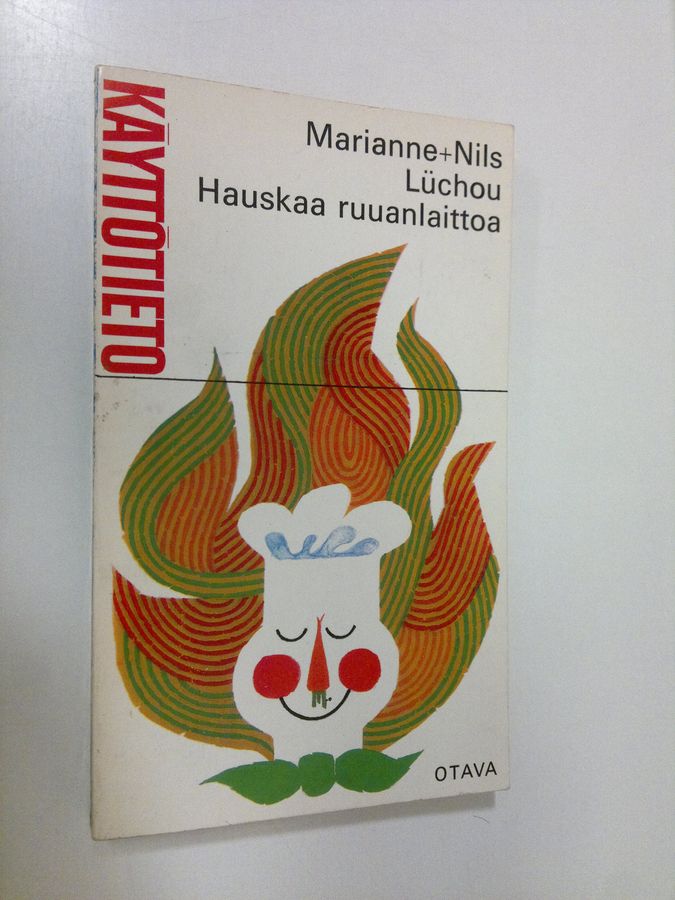 KÄYTTÖTIETO
Marianne+Nils
Lüchou
Hauskaa ruuanlaittoa
OTAVA